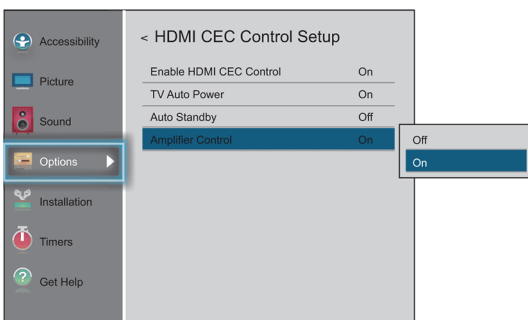 Accessibility
Picture
Sound
Options
Installation
Timers
Get Help
< HDMI CEC Control Setup
Enable HDMI CEC Control On
TV Auto Power On
Auto Standby Off
Amplifier Control On
Off
On